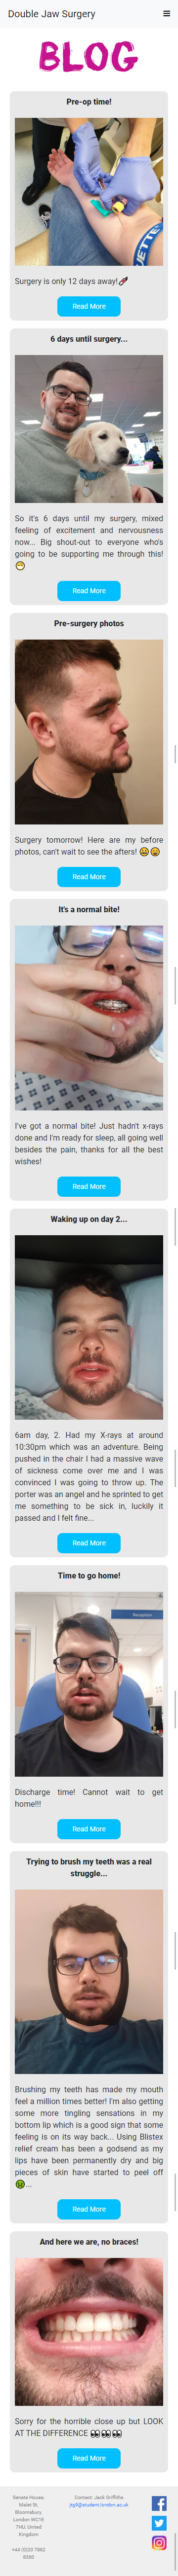 Double Jaw Surgery
BLOG
Pre-op time!
Surgery is only 12 days away!
Read More
6 days until surgery...
So it's 6 days until my surgery, mixed
feeling of excitement and nervousness
now... Big shout-out to everyone who's
going to be supporting me through this!
😷
Read More
Pre-surgery photos
Surgery tomorrow! Here are my before
photos, can't wait to see the afters!
Read More
It's a normal bite!
I've got a normal bite! Just hadn't x-rays
done and I'm ready for sleep, all going well
besides the pain, thanks for all the best
wishes!
Read More
Waking up on day 2...
6am day, 2. Had my X-rays at around
10:30pm which was an adventure. Being
pushed in the chair I had a massive wave
of sickness come over me and I was
convinced I was going to throw up. The
porter was an angel and he sprinted to get
me something to be sick in, luckily it
passed and I felt fine...
Read More
Time to go home!
Reception
Discharge time! Cannot wait to get
home!!!
Read More
Trying to brush my teeth was a real
struggle...
Brushing my teeth has made my mouth
feel a million times better! I'm also getting
some more tingling sensations in my
bottom lip which is a good sign that some
feeling is on its way back... Using Blistex
relief cream has been a godsend as my
lips have been permanently dry and big
pieces of skin have started to peel off
🤢...
Read More
And here we are, no braces!
Sorry for the horrible close up but LOOK
AT THE DIFFERENCE 👀👀👀
Read More
Senate House,
Malet St,
Bloomsbury,
London WC1E
7HU, United
Kingdom
+44 (0)20 7862
8360
Contact: Jack Griffiths
jtg9@student.london.ac.uk